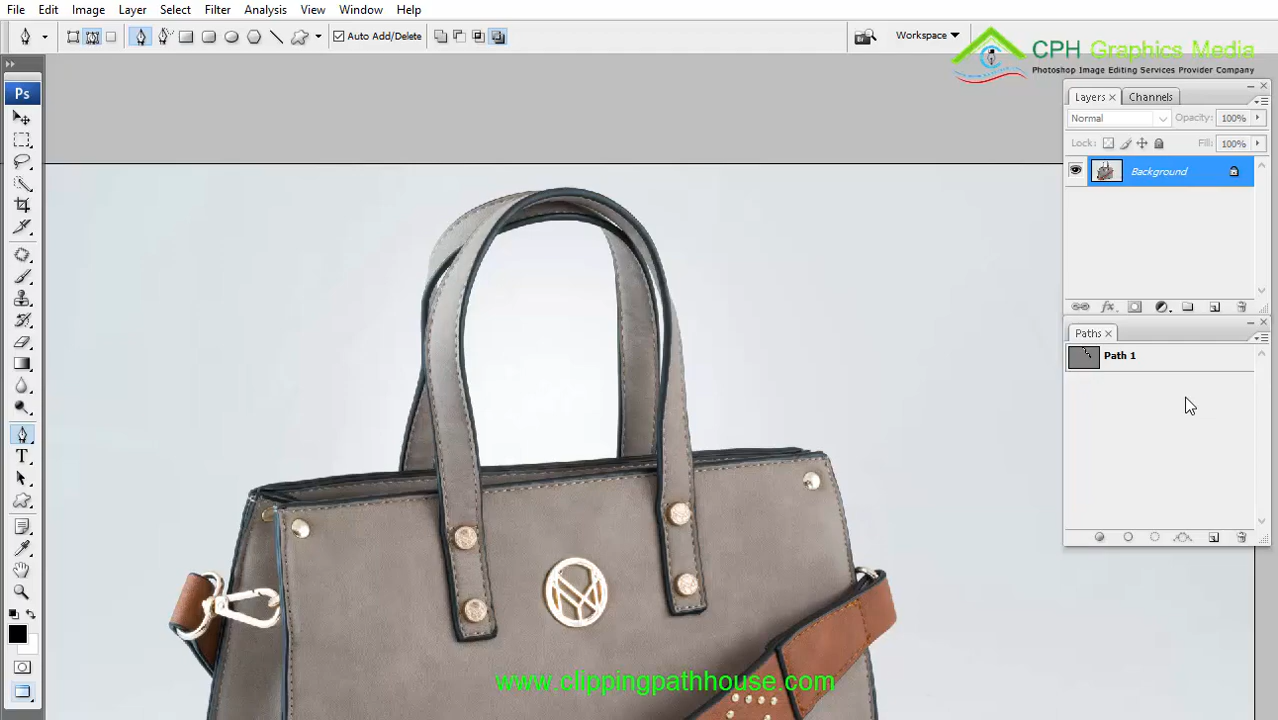 File Edit Image Layer Select Filter Analysis View Window Help
Auto Add/Delete
Workspace
CPH Graphics Media
Photoshop Image Editing Services Provider Company
Ps
Layers Channels
Normal Opacity: 100%
Lock: Fill: 100%
Background
Paths
Path 1
T
www.clippingpathhouse.com